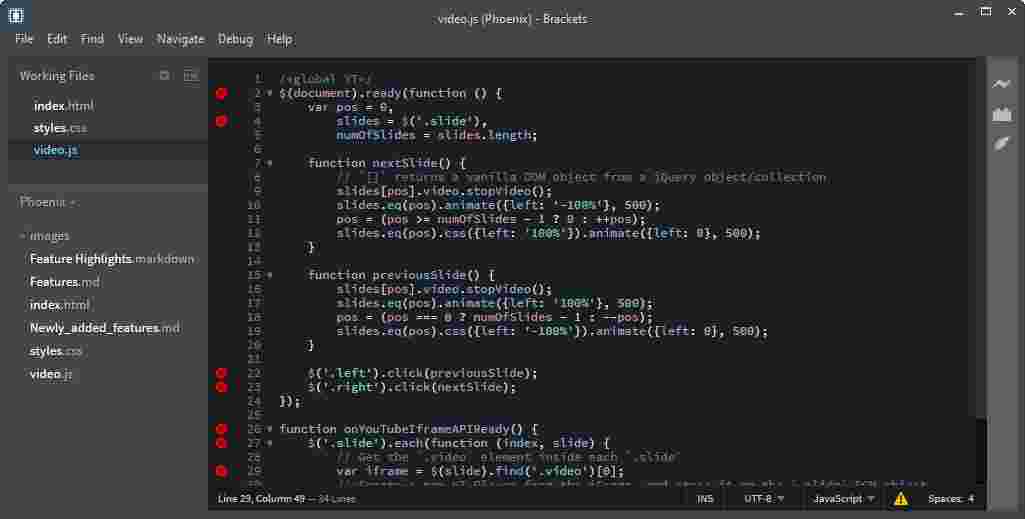 video.js (Phoenix) - Brackets
File Edit Find View Navigate Debug Help
Working Files
index.html
styles.css
video.js
Phoenix
images
Feature Highlights.markdown
Features.md
index.html
Newly_added_features.md
styles.css
video.js
1 /*global YT*/
2 $(document).ready(function () {
3 var pos = 0,
4 slides = $('.slide'),
5 numOfSlides = slides.length;
6
7 function nextSlide() {
8 // `[]` returns a vanilla DOM object from a jQuery object/collection
9 slides[pos].video.stopVideo();
10 slides.eq(pos).animate({left: '-100%'}, 500);
11 pos = (pos >= numOfSlides - 1 ? 0 : ++pos);
12 slides.eq(pos).css({left: '100%'}).animate({left: 0}, 500);
13 }
14
15 function previousSlide() {
16 slides[pos].video.stopVideo();
17 slides.eq(pos).animate({left: '100%'}, 500);
18 pos = (pos === 0 ? numOfSlides - 1 : --pos);
19 slides.eq(pos).css({left: '-100%'}).animate({left: 0}, 500);
20 }
21
22 $('.left').click(previousSlide);
23 $('.right').click(nextSlide);
24 });
25
26 function onYouTubeIframeAPIReady() {
27 $('.slide').each(function (index, slide) {
28 // Get the `.video` element inside each `.slide`
29 var iframe = $(slide).find('.video')[0];
Line 29, Column 49 — 34 Lines INS UTF-8 JavaScript Spaces: 4